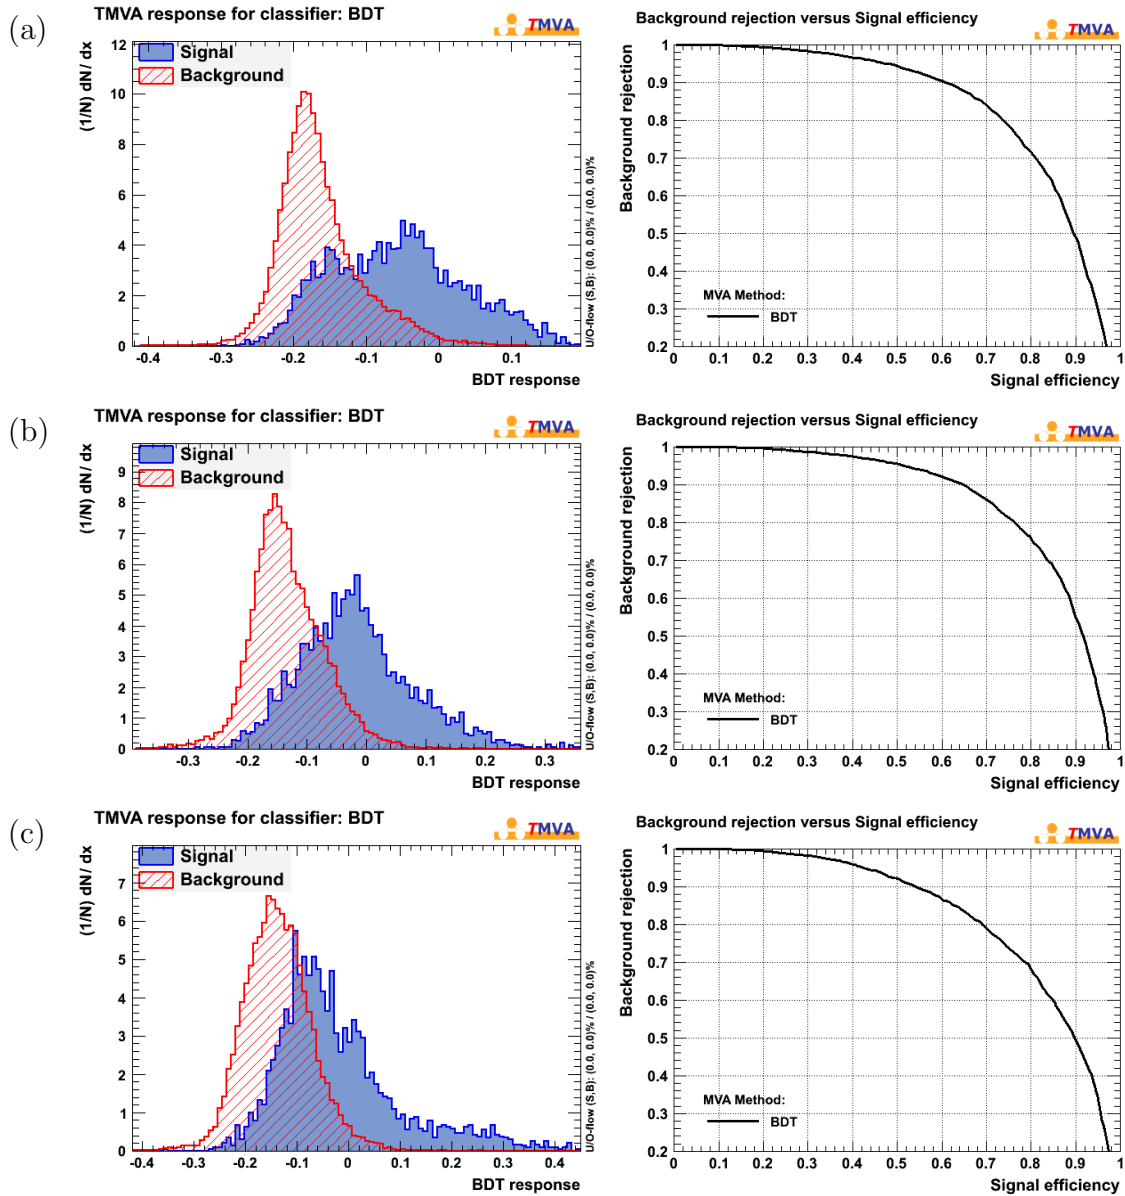 (a)
TMVA response for classifier: BDT
TMVA
Signal
Background
(1/N) dN/ dx
12
10
8
6
4
2
0
-0.4 -0.3 -0.2 -0.1 0 0.1
BDT response
U/O-flow (S,B): (0.0, 0.0)% / (0.0, 0.0)%
Background rejection versus Signal efficiency
TMVA
Background rejection
1
0.9
0.8
0.7
0.6
0.5
0.4
0.3
0.2
MVA Method:
BDT
0 0.1 0.2 0.3 0.4 0.5 0.6 0.7 0.8 0.9 1
Signal efficiency
(b)
TMVA response for classifier: BDT
TMVA
Signal
Background
(1/N) dN/ dx
9
8
7
6
5
4
3
2
1
0
-0.3 -0.2 -0.1 0 0.1 0.2 0.3
BDT response
U/O-flow (S,B): (0.0, 0.0)% / (0.0, 0.0)%
Background rejection versus Signal efficiency
TMVA
Background rejection
1
0.9
0.8
0.7
0.6
0.5
0.4
0.3
0.2
MVA Method:
BDT
0 0.1 0.2 0.3 0.4 0.5 0.6 0.7 0.8 0.9 1
Signal efficiency
(c)
TMVA response for classifier: BDT
TMVA
Signal
Background
(1/N) dN/ dx
7
6
5
4
3
2
1
0
-0.4 -0.3 -0.2 -0.1 0 0.1 0.2 0.3 0.4
BDT response
U/O-flow (S,B): (0.0, 0.0)% / (0.0, 0.0)%
Background rejection versus Signal efficiency
TMVA
Background rejection
1
0.9
0.8
0.7
0.6
0.5
0.4
0.3
0.2
MVA Method:
BDT
0 0.1 0.2 0.3 0.4 0.5 0.6 0.7 0.8 0.9 1
Signal efficiency